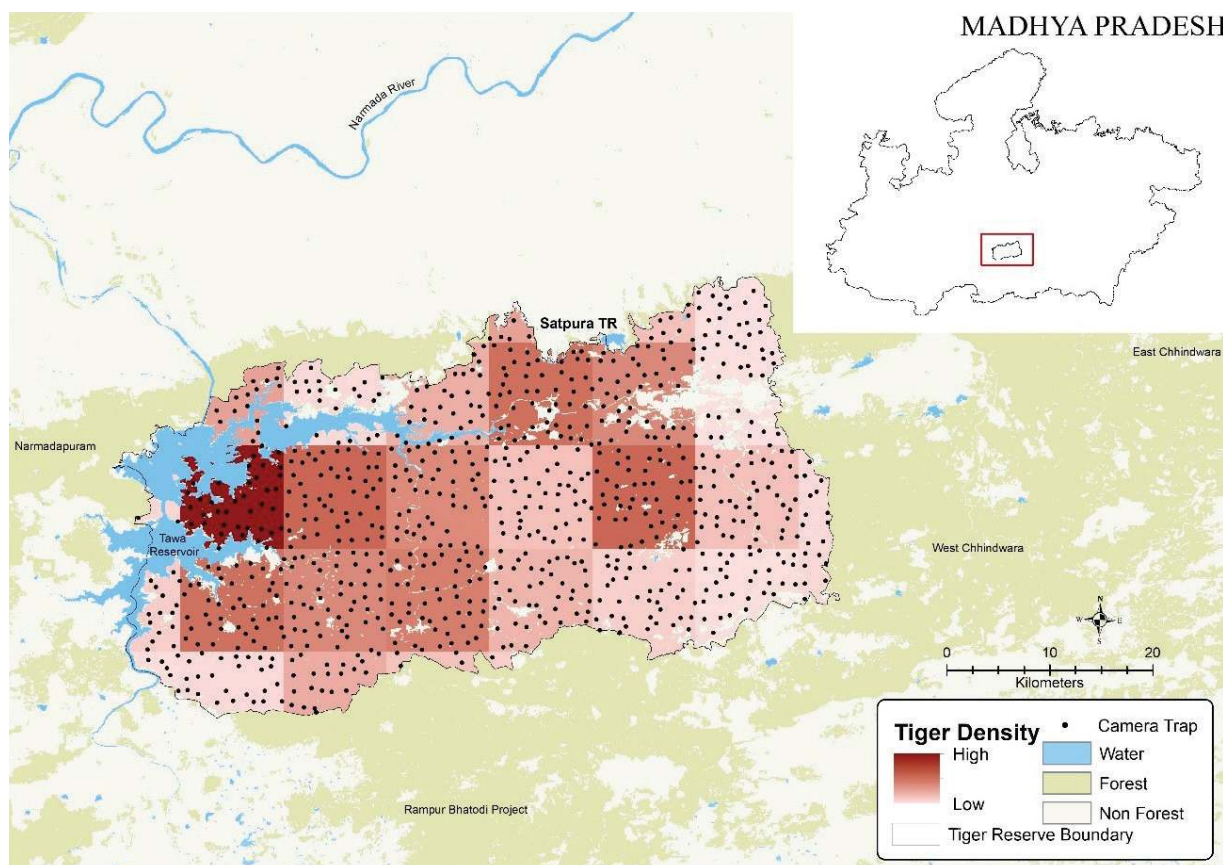 MADHYA PRADESH
Narmada River
Satpura TR
East Chhindwara
Narmadapuram
Tawa
Reservoir
West Chhindwara
N
W E
S
0 10 20
Kilometers
Rampur Bhatodi Project
Tiger Density
High
Low
Tiger Reserve Boundary
Camera Trap
Water
Forest
Non Forest